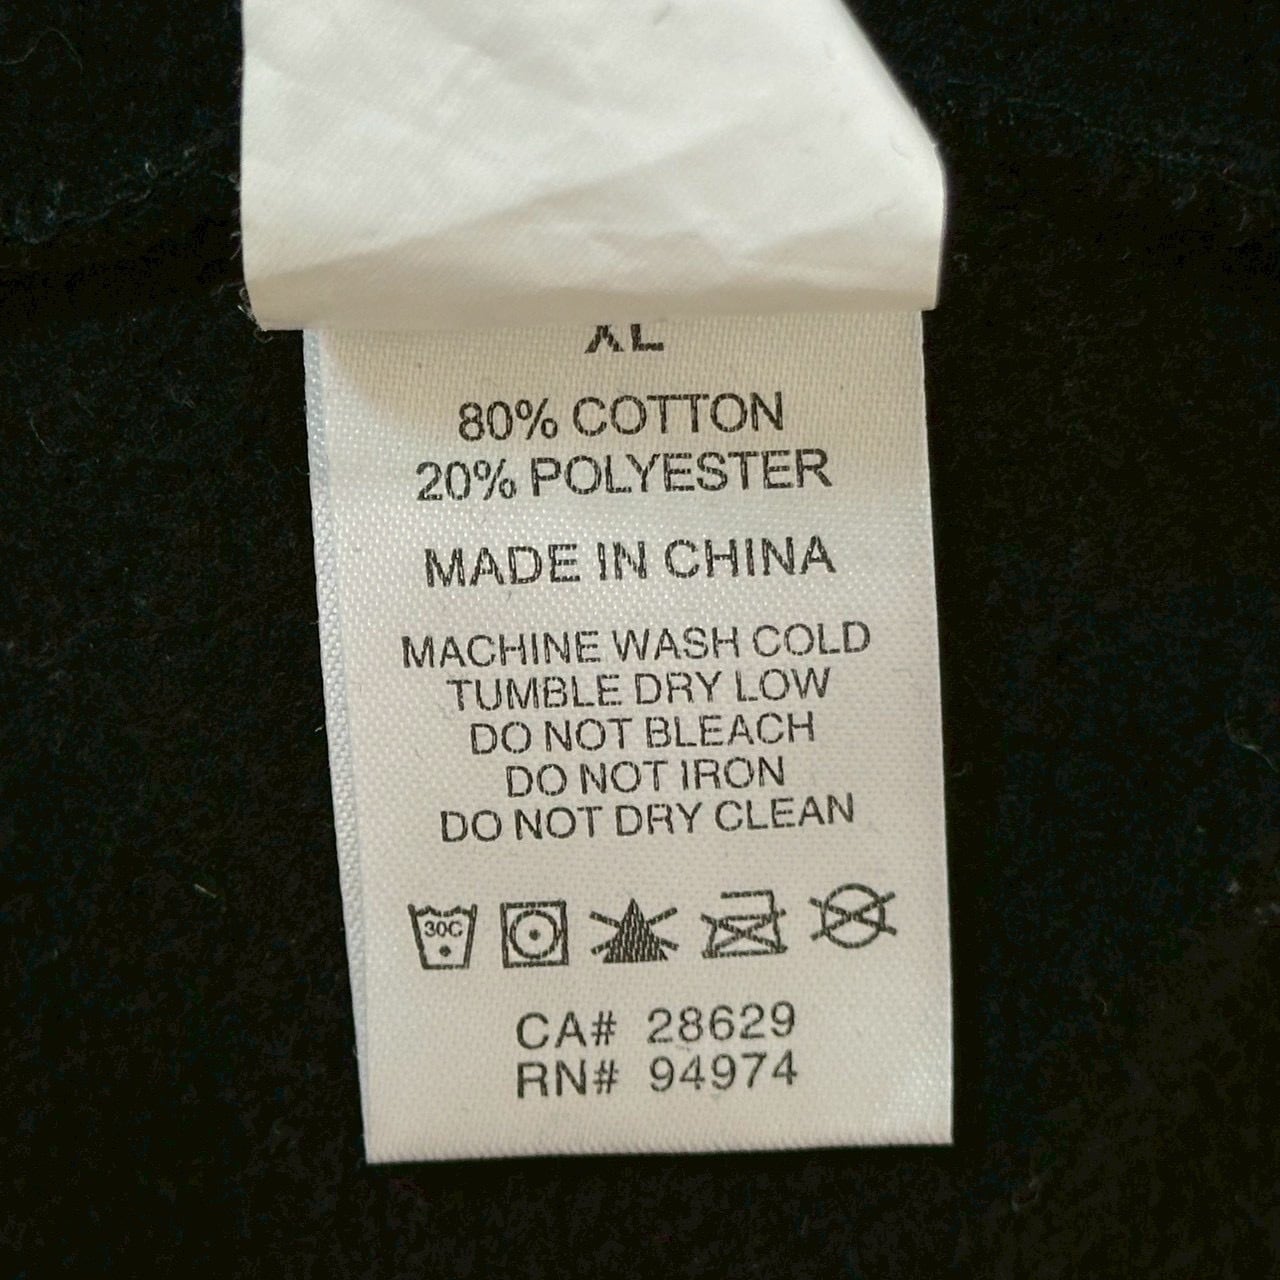 XL
80% COTTON
20% POLYESTER
MADE IN CHINA
MACHINE WASH COLD
TUMBLE DRY LOW
DO NOT BLEACH
DO NOT IRON
DO NOT DRY CLEAN
30C
CA# 28629
RN# 94974